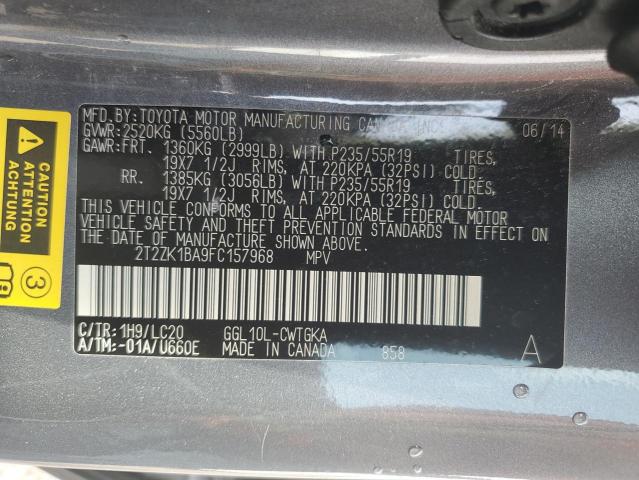 MFD. BY: TOYOTA MOTOR MANUFACTURING CANADA INC. 06/14
GVWR: 2520KG (5560LB)
GAWR: FRT. 1360KG (2999LB) WITH P235/55R19 TIRES,
19X7 1/2J RIMS, AT 220KPA (32PSI) COLD.
RR. 1385KG (3056LB) WITH P235/55R19 TIRES,
19X7 1/2J RIMS, AT 220KPA (32PSI) COLD.
THIS VEHICLE CONFORMS TO ALL APPLICABLE FEDERAL MOTOR
VEHICLE SAFETY AND THEFT PREVENTION STANDARDS IN EFFECT ON
THE DATE OF MANUFACTURE SHOWN ABOVE.
2T2ZK1BA9FC157968 MPV
C/TR: 1H9/LC20 GGL10L-CWTGKA
A/TM:-01A/U660E MADE IN CANADA 858 A
CAUTION
ATTENTION
3